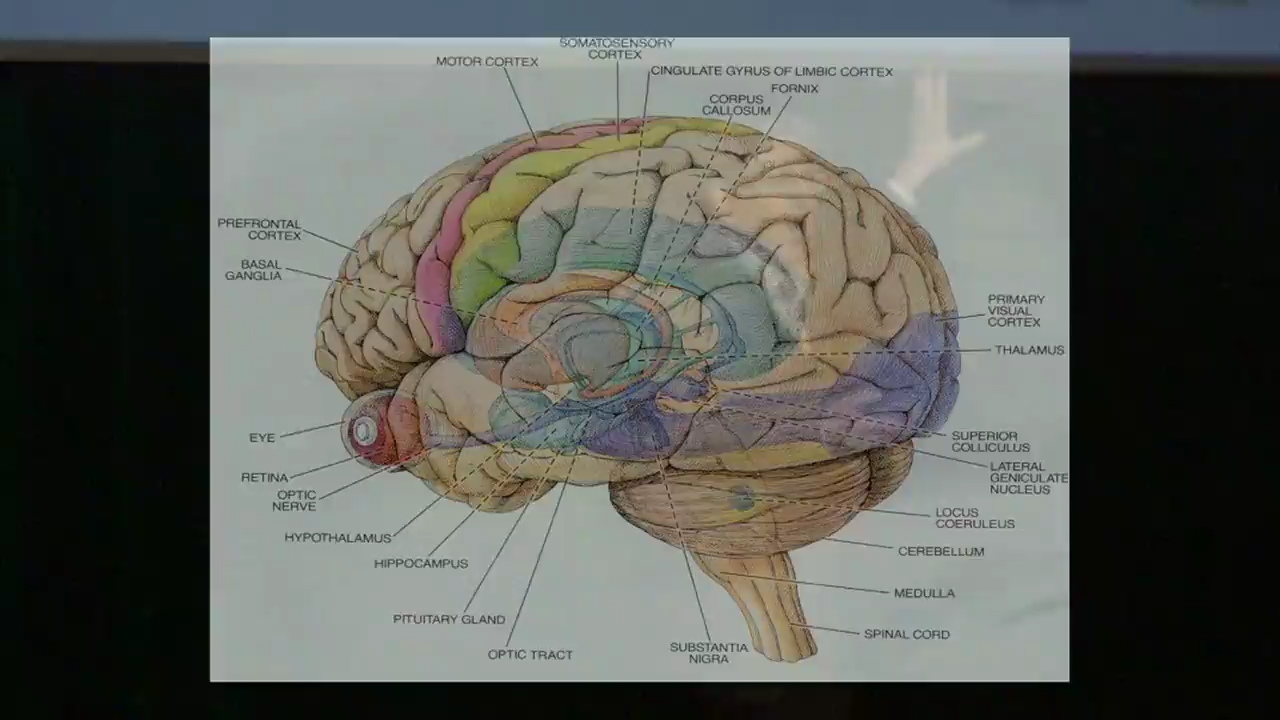 SOMATOSENSORY
CORTEX
MOTOR CORTEX
CINGULATE GYRUS OF LIMBIC CORTEX
FORNIX
CORPUS
CALLOSUM
PREFRONTAL
CORTEX
BASAL
GANGLIA
PRIMARY
VISUAL
CORTEX
THALAMUS
EYE
SUPERIOR
COLLICULUS
RETINA
LATERAL
GENICULATE
NUCLEUS
OPTIC
NERVE
LOCUS
COERULEUS
HYPOTHALAMUS
CEREBELLUM
HIPPOCAMPUS
MEDULLA
PITUITARY GLAND
SPINAL CORD
OPTIC TRACT
SUBSTANTIA
NIGRA